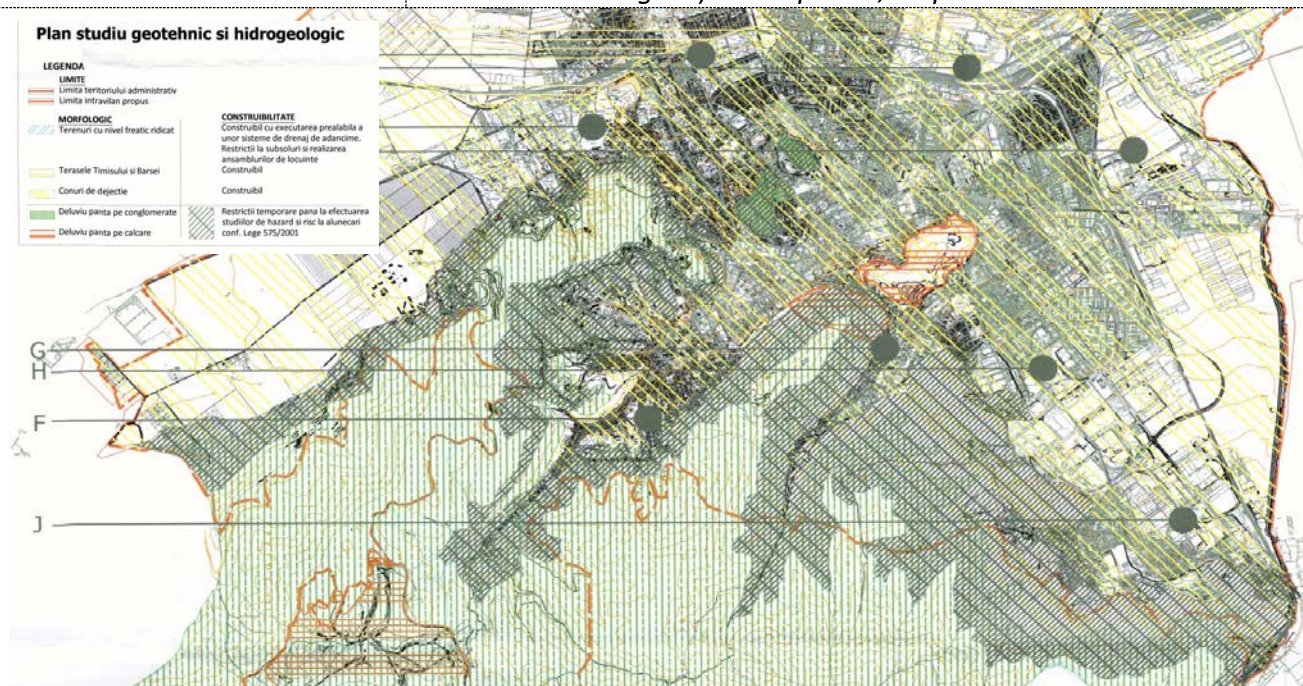 Plan studiu geotehnic si hidrogeologic
LEGENDA
LIMITE
Limita teritoriului administrativ
Limita intravilan propus
MORFOLOGIC
CONSTRUIBILITATE
Terenuri cu nivel freatic ridicat
Construibil cu executarea prealabila a
unor sisteme de drenaj de adancime.
Restrictii la subsoluri si realizarea
ansamblurilor de locuinte
Terasele Timisului si Barsei
Construibil
Conuri de dejectie
Construibil
Deluviu panta pe conglomerate
Restrictii temporare pana la efectuarea
studiilor de hazard si risc la alunecari
conf. Lege 575/2001
Deluviu panta pe calcare
G
H
F
J